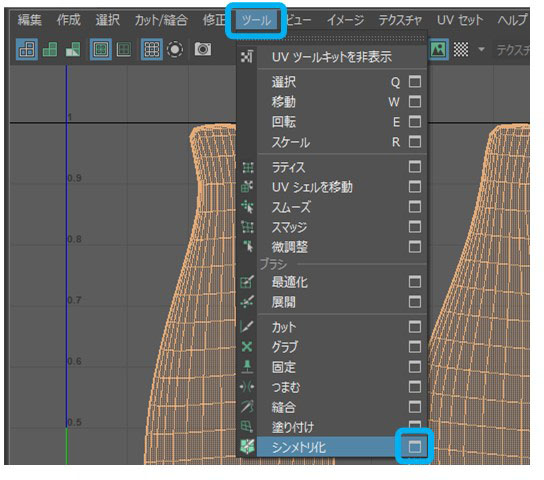 編集 作成 選択 カット/縫合 修正 ツール ビュー イメージ テクスチャ UV セット ヘルプ
テクスチ
UV ツールキットを非表示
選択 Q
移動 W
回転 E
スケール R
ラティス
UV シェルを移動
スムーズ
スマッジ
微調整
ブラシ
最適化
展開
カット
グラブ
固定
つまむ
縫合
塗り付け
シンメトリ化
1
0.9
0.8
0.7
0.6
0.5